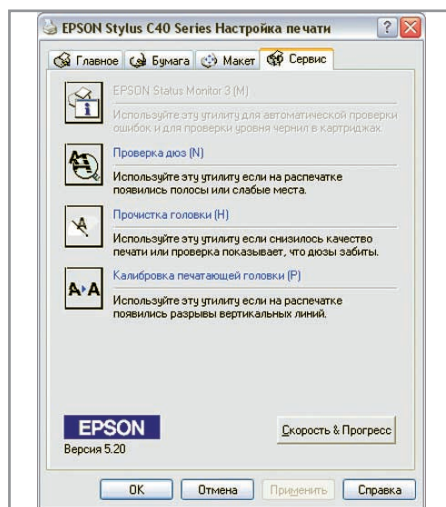 EPSON Stylus C40 Series Настройка печати
Главное Бумага Макет Сервис
EPSON Status Monitor 3 (M)
Используйте эту утилиту для автоматической проверки
ошибок и для проверки уровня чернил в картриджах.
Проверка дюз (N)
Используйте эту утилиту если на распечатке
появились полосы или слабые места.
Прочистка головки (H)
Используйте эту утилиту если снизилось качество
печати или проверка показывает, что дюзы забиты.
Калибровка печатающей головки (P)
Используйте эту утилиту если на распечатке
появились разрывы вертикальных линий.
EPSON
Версия 5.20
Скорость & Прогресс
OK Отмена Применить Справка